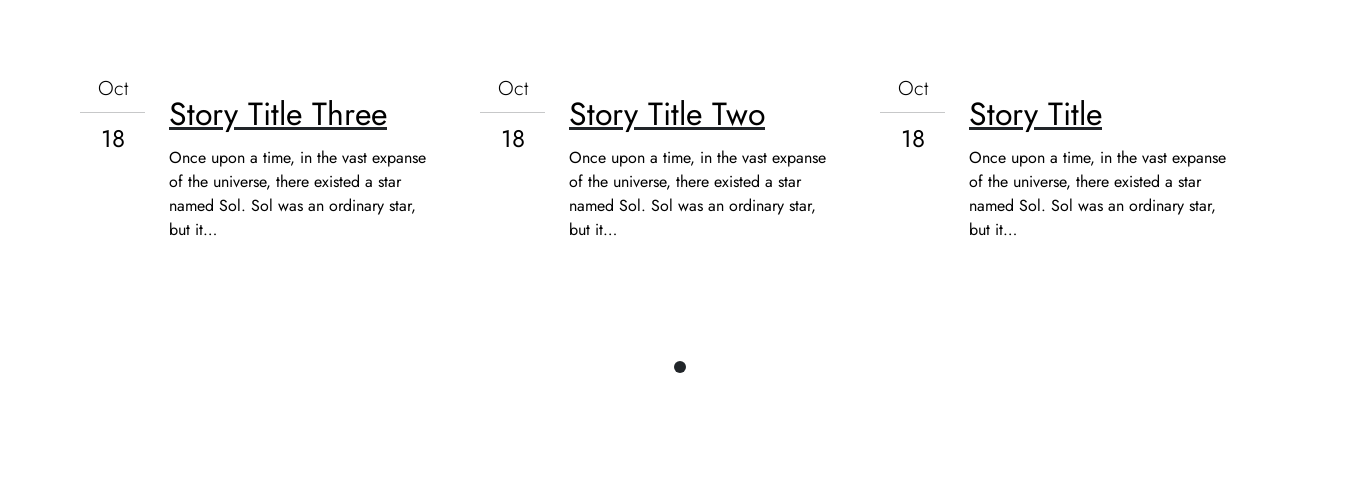 Oct
18
Story Title Three
Once upon a time, in the vast expanse
of the universe, there existed a star
named Sol. Sol was an ordinary star,
but it…
Oct
18
Story Title Two
Once upon a time, in the vast expanse
of the universe, there existed a star
named Sol. Sol was an ordinary star,
but it…
Oct
18
Story Title
Once upon a time, in the vast expanse
of the universe, there existed a star
named Sol. Sol was an ordinary star,
but it…